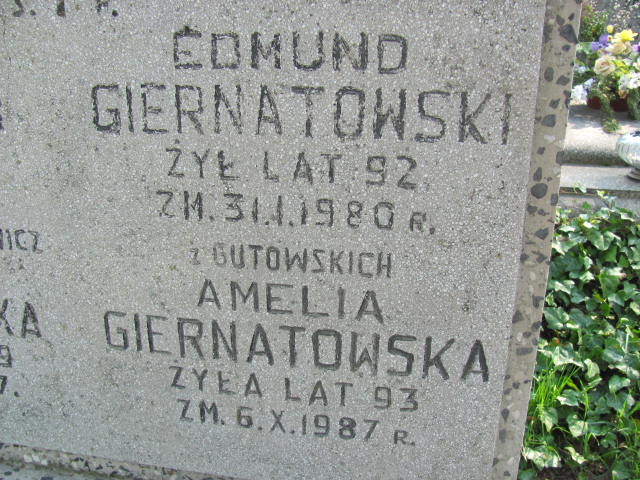 Ś. † P.
EDMUND
GIERNATOWSKI
ŻYŁ LAT 92
ZM. 31.I.1980 R.
Z GUTOWSKICH
AMELIA
GIERNATOWSKA
ŻYŁA LAT 93
ZM. 6.X.1987 R.